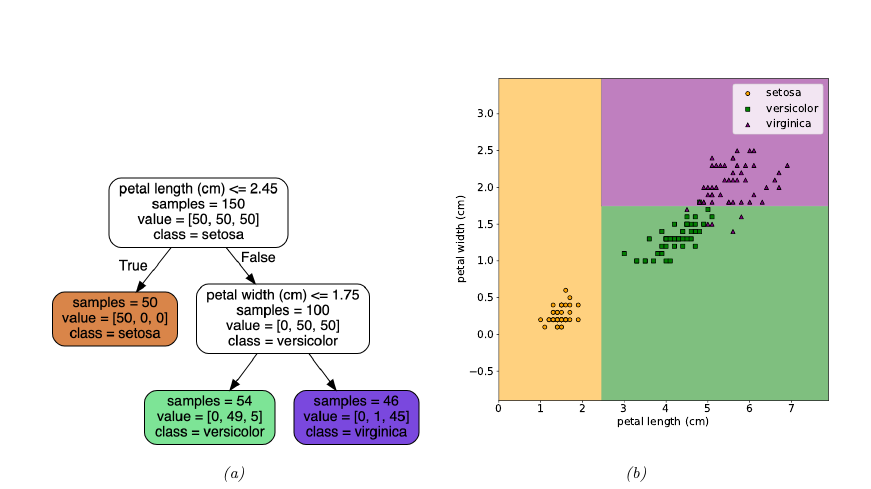 petal length (cm) <= 2.45
samples = 150
value = [50, 50, 50]
class = setosa
True
False
samples = 50
value = [50, 0, 0]
class = setosa
petal width (cm) <= 1.75
samples = 100
value = [0, 50, 50]
class = versicolor
samples = 54
value = [0, 49, 5]
class = versicolor
samples = 46
value = [0, 1, 45]
class = virginica
(a)
setosa
versicolor
virginica
petal width (cm)
3.0
2.5
2.0
1.5
1.0
0.5
0.0
−0.5
0 1 2 3 4 5 6 7
petal length (cm)
(b)